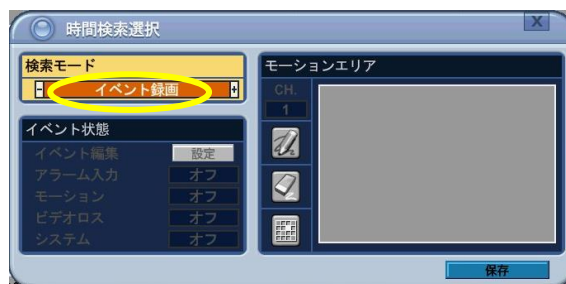 時間検索選択
X
検索モード
- イベント録画 +
イベント状態
イベント編集 設定
アラーム入力 オフ
モーション オフ
ビデオロス オフ
システム オフ
モーションエリア
CH.
1
保存